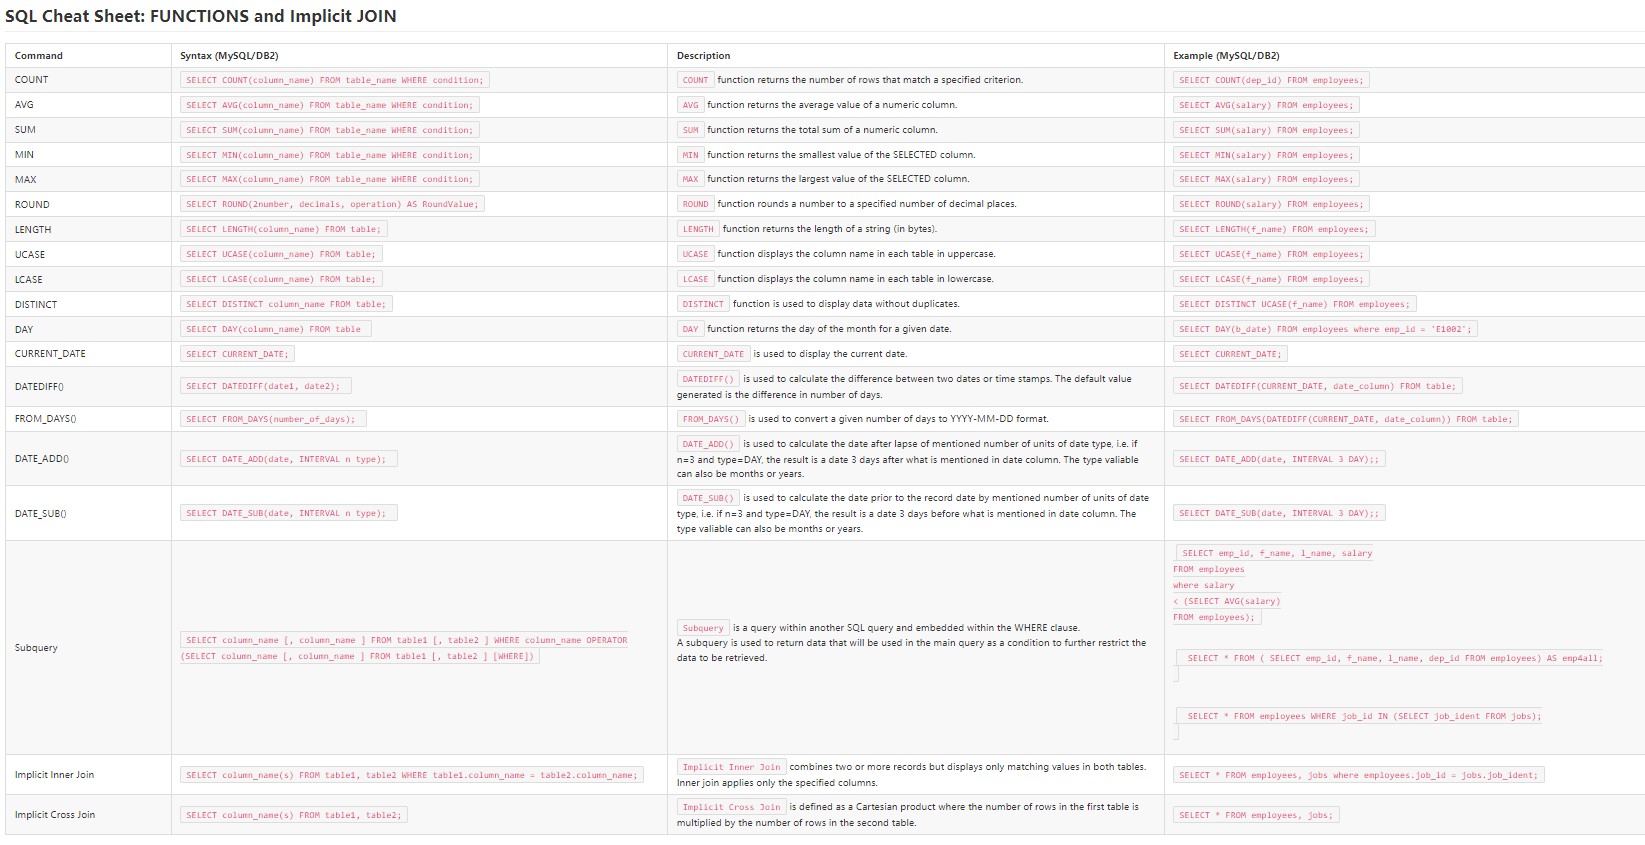 SQL Cheat Sheet: FUNCTIONS and Implicit JOIN
Command Syntax (MySQL/DB2) Description Example (MySQL/DB2)
COUNT SELECT COUNT(column_name) FROM table_name WHERE condition; COUNT function returns the number of rows that match a specified criterion. SELECT COUNT(dep_id) FROM employees;
AVG SELECT AVG(column_name) FROM table_name WHERE condition; AVG function returns the average value of a numeric column. SELECT AVG(salary) FROM employees;
SUM SELECT SUM(column_name) FROM table_name WHERE condition; SUM function returns the total sum of a numeric column. SELECT SUM(salary) FROM employees;
MIN SELECT MIN(column_name) FROM table_name WHERE condition; MIN function returns the smallest value of the SELECTED column. SELECT MIN(salary) FROM employees;
MAX SELECT MAX(column_name) FROM table_name WHERE condition; MAX function returns the largest value of the SELECTED column. SELECT MAX(salary) FROM employees;
ROUND SELECT ROUND(2number, decimals, operation) AS RoundValue; ROUND function rounds a number to a specified number of decimal places. SELECT ROUND(salary) FROM employees;
LENGTH SELECT LENGTH(column_name) FROM table; LENGTH function returns the length of a string (in bytes). SELECT LENGTH(f_name) FROM employees;
UCASE SELECT UCASE(column_name) FROM table; UCASE function displays the column name in each table in uppercase. SELECT UCASE(f_name) FROM employees;
LCASE SELECT LCASE(column_name) FROM table; LCASE function displays the column name in each table in lowercase. SELECT LCASE(f_name) FROM employees;
DISTINCT SELECT DISTINCT column_name FROM table; DISTINCT function is used to display data without duplicates. SELECT DISTINCT UCASE(f_name) FROM employees;
DAY SELECT DAY(column_name) FROM table DAY function returns the day of the month for a given date. SELECT DAY(b_date) FROM employees where emp_id = 'E1002';
CURRENT_DATE SELECT CURRENT_DATE; CURRENT_DATE is used to display the current date. SELECT CURRENT_DATE;
DATEDIFF() SELECT DATEDIFF(date1, date2); DATEDIFF() is used to calculate the difference between two dates or time stamps. The default value
generated is the difference in number of days. SELECT DATEDIFF(CURRENT_DATE, date_column) FROM table;
FROM_DAYS() SELECT FROM_DAYS(number_of_days); FROM_DAYS() is used to convert a given number of days to YYYY-MM-DD format. SELECT FROM_DAYS(DATEDIFF(CURRENT_DATE, date_column)) FROM table;
DATE_ADD() SELECT DATE_ADD(date, INTERVAL n type); DATE_ADD() is used to calculate the date after lapse of mentioned number of units of date type, i.e. if
n=3 and type=DAY, the result is a date 3 days after what is mentioned in date column. The type valiable
can also be months or years. SELECT DATE_ADD(date, INTERVAL 3 DAY);;
DATE_SUB() SELECT DATE_SUB(date, INTERVAL n type); DATE_SUB() is used to calculate the date prior to the record date by mentioned number of units of date
type, i.e. if n=3 and type=DAY, the result is a date 3 days before what is mentioned in date column. The
type valiable can also be months or years. SELECT DATE_SUB(date, INTERVAL 3 DAY);;
Subquery
SELECT column_name [, column_name ] FROM table1 [, table2 ] WHERE column_name OPERATOR
(SELECT column_name [, column_name ] FROM table1 [, table2 ] [WHERE])
Subquery is a query within another SQL query and embedded within the WHERE clause.
A subquery is used to return data that will be used in the main query as a condition to further restrict the
data to be retrieved.
SELECT emp_id, f_name, l_name, salary
FROM employees
where salary
< (SELECT AVG(salary)
FROM employees);
SELECT * FROM ( SELECT emp_id, f_name, l_name, dep_id FROM employees) AS emp4all;
SELECT * FROM employees WHERE job_id IN (SELECT job_ident FROM jobs);
Implicit Inner Join SELECT column_name(s) FROM table1, table2 WHERE table1.column_name = table2.column_name; Implicit Inner Join combines two or more records but displays only matching values in both tables.
Inner join applies only the specified columns. SELECT * FROM employees, jobs where employees.job_id = jobs.job_ident;
Implicit Cross Join SELECT column_name(s) FROM table1, table2; Implicit Cross Join is defined as a Cartesian product where the number of rows in the first table is
multiplied by the number of rows in the second table. SELECT * FROM employees, jobs;